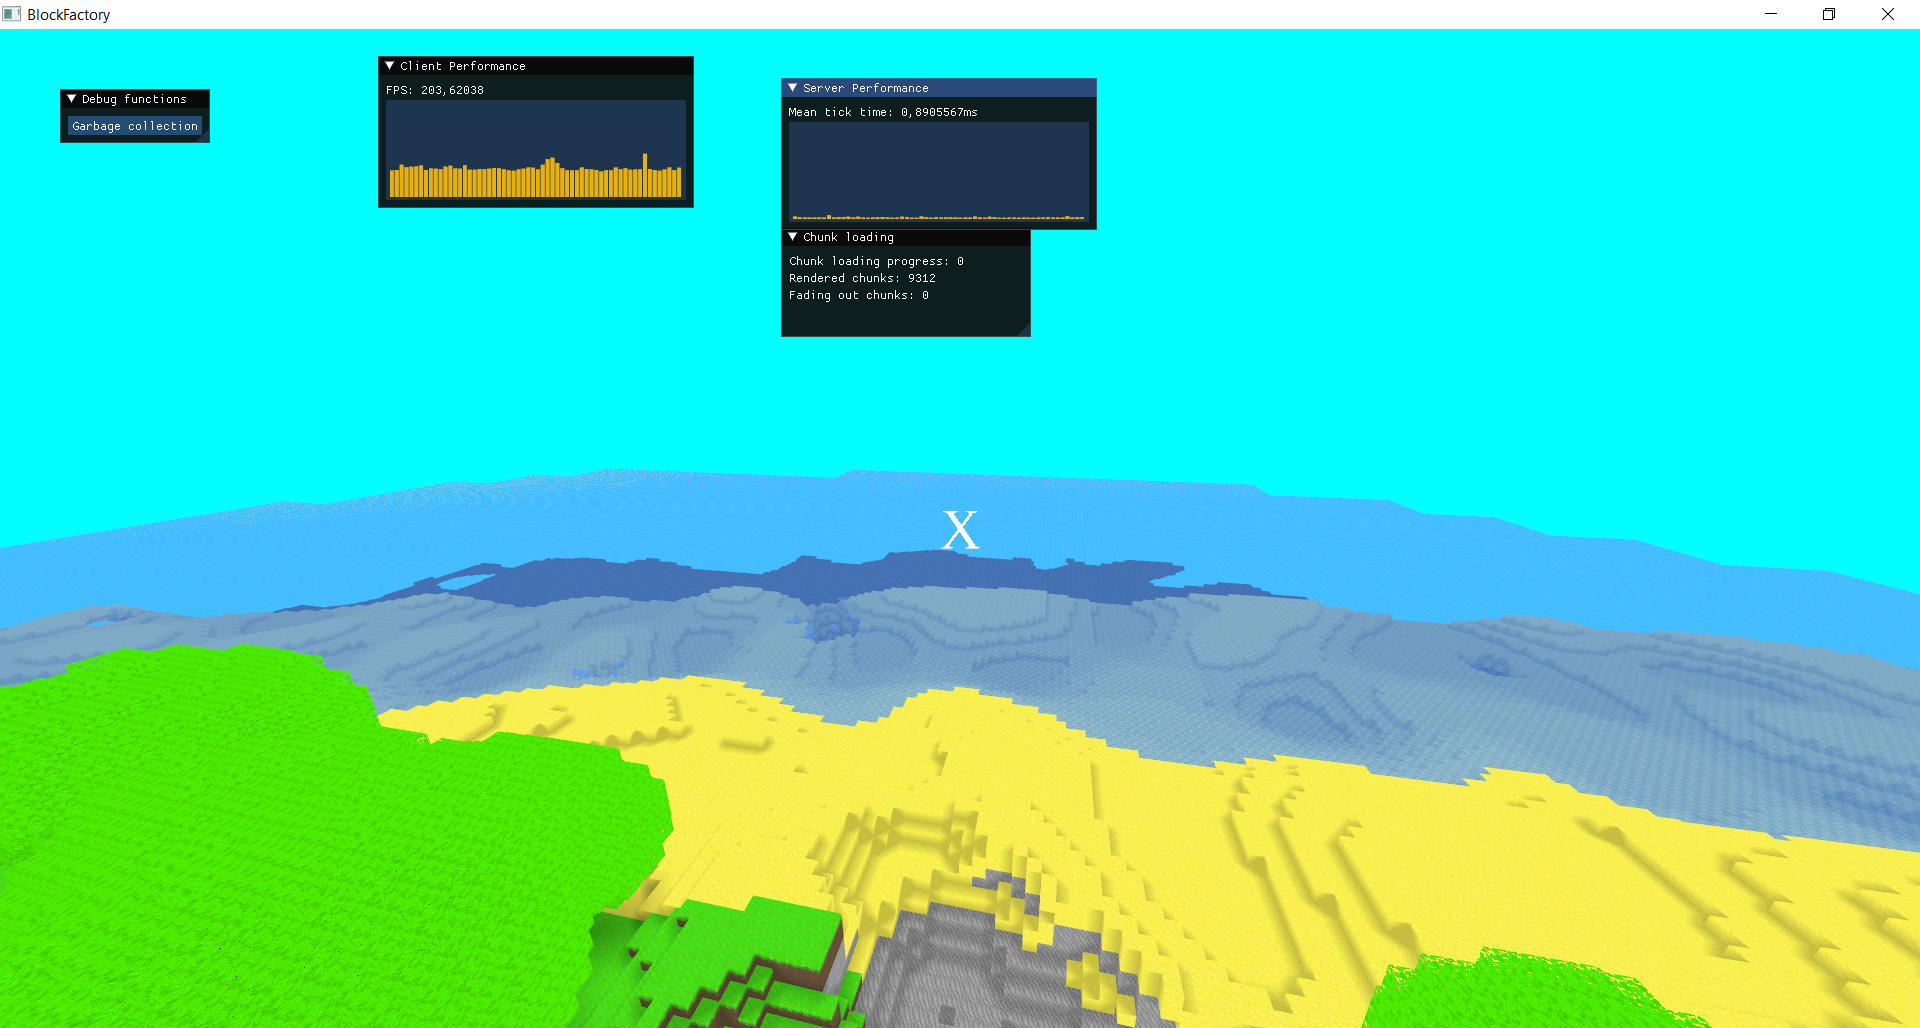 BlockFactory
Debug functions
Garbage collection
Client Performance
FPS: 203,62038
Server Performance
Mean tick time: 0,8905567ms
Chunk loading
Chunk loading progress: 0
Rendered chunks: 9312
Fading out chunks: 0
X